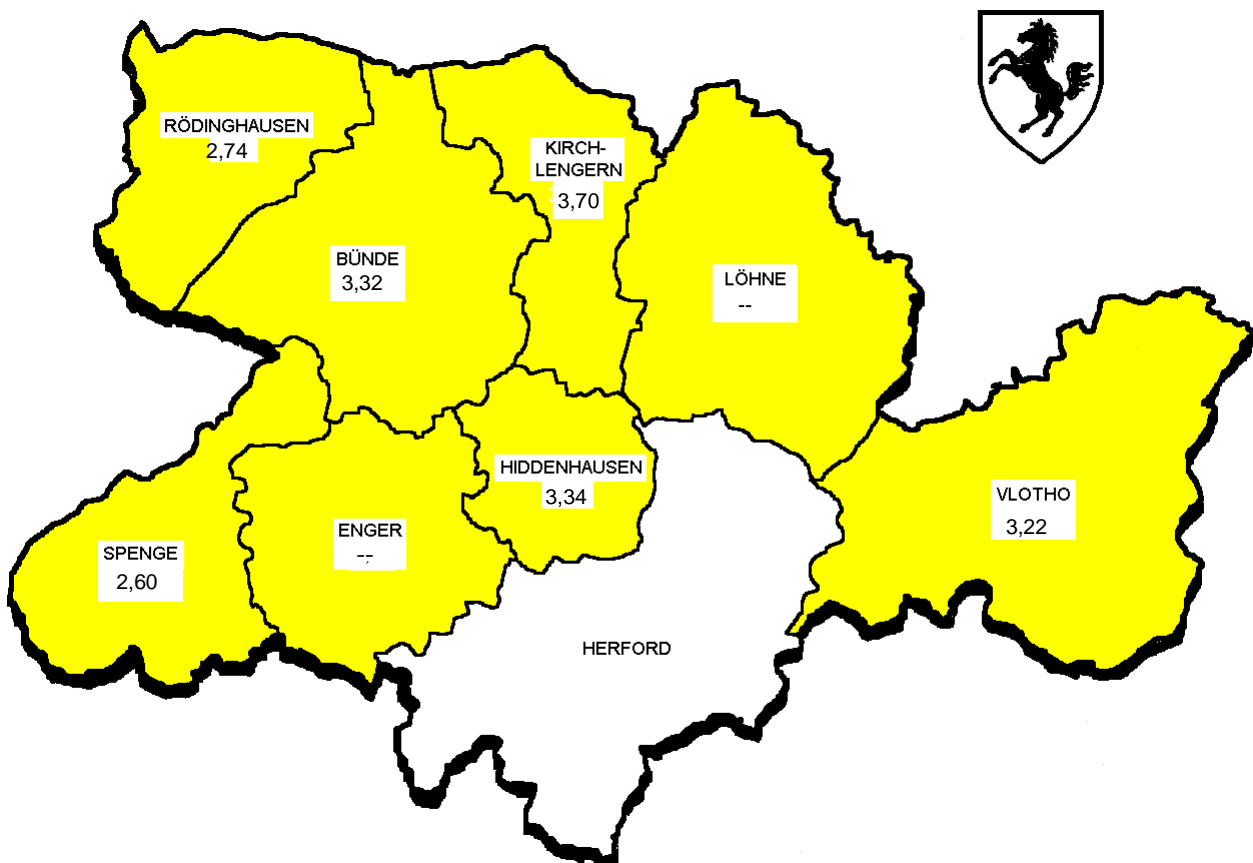 RÖDINGHAUSEN
2,74
KIRCH-
LENGERN
3,70
BÜNDE
3,32
LÖHNE
--
HIDDENHAUSEN
3,34
VLOTHO
3,22
ENGER
--
SPENGE
2,60
HERFORD